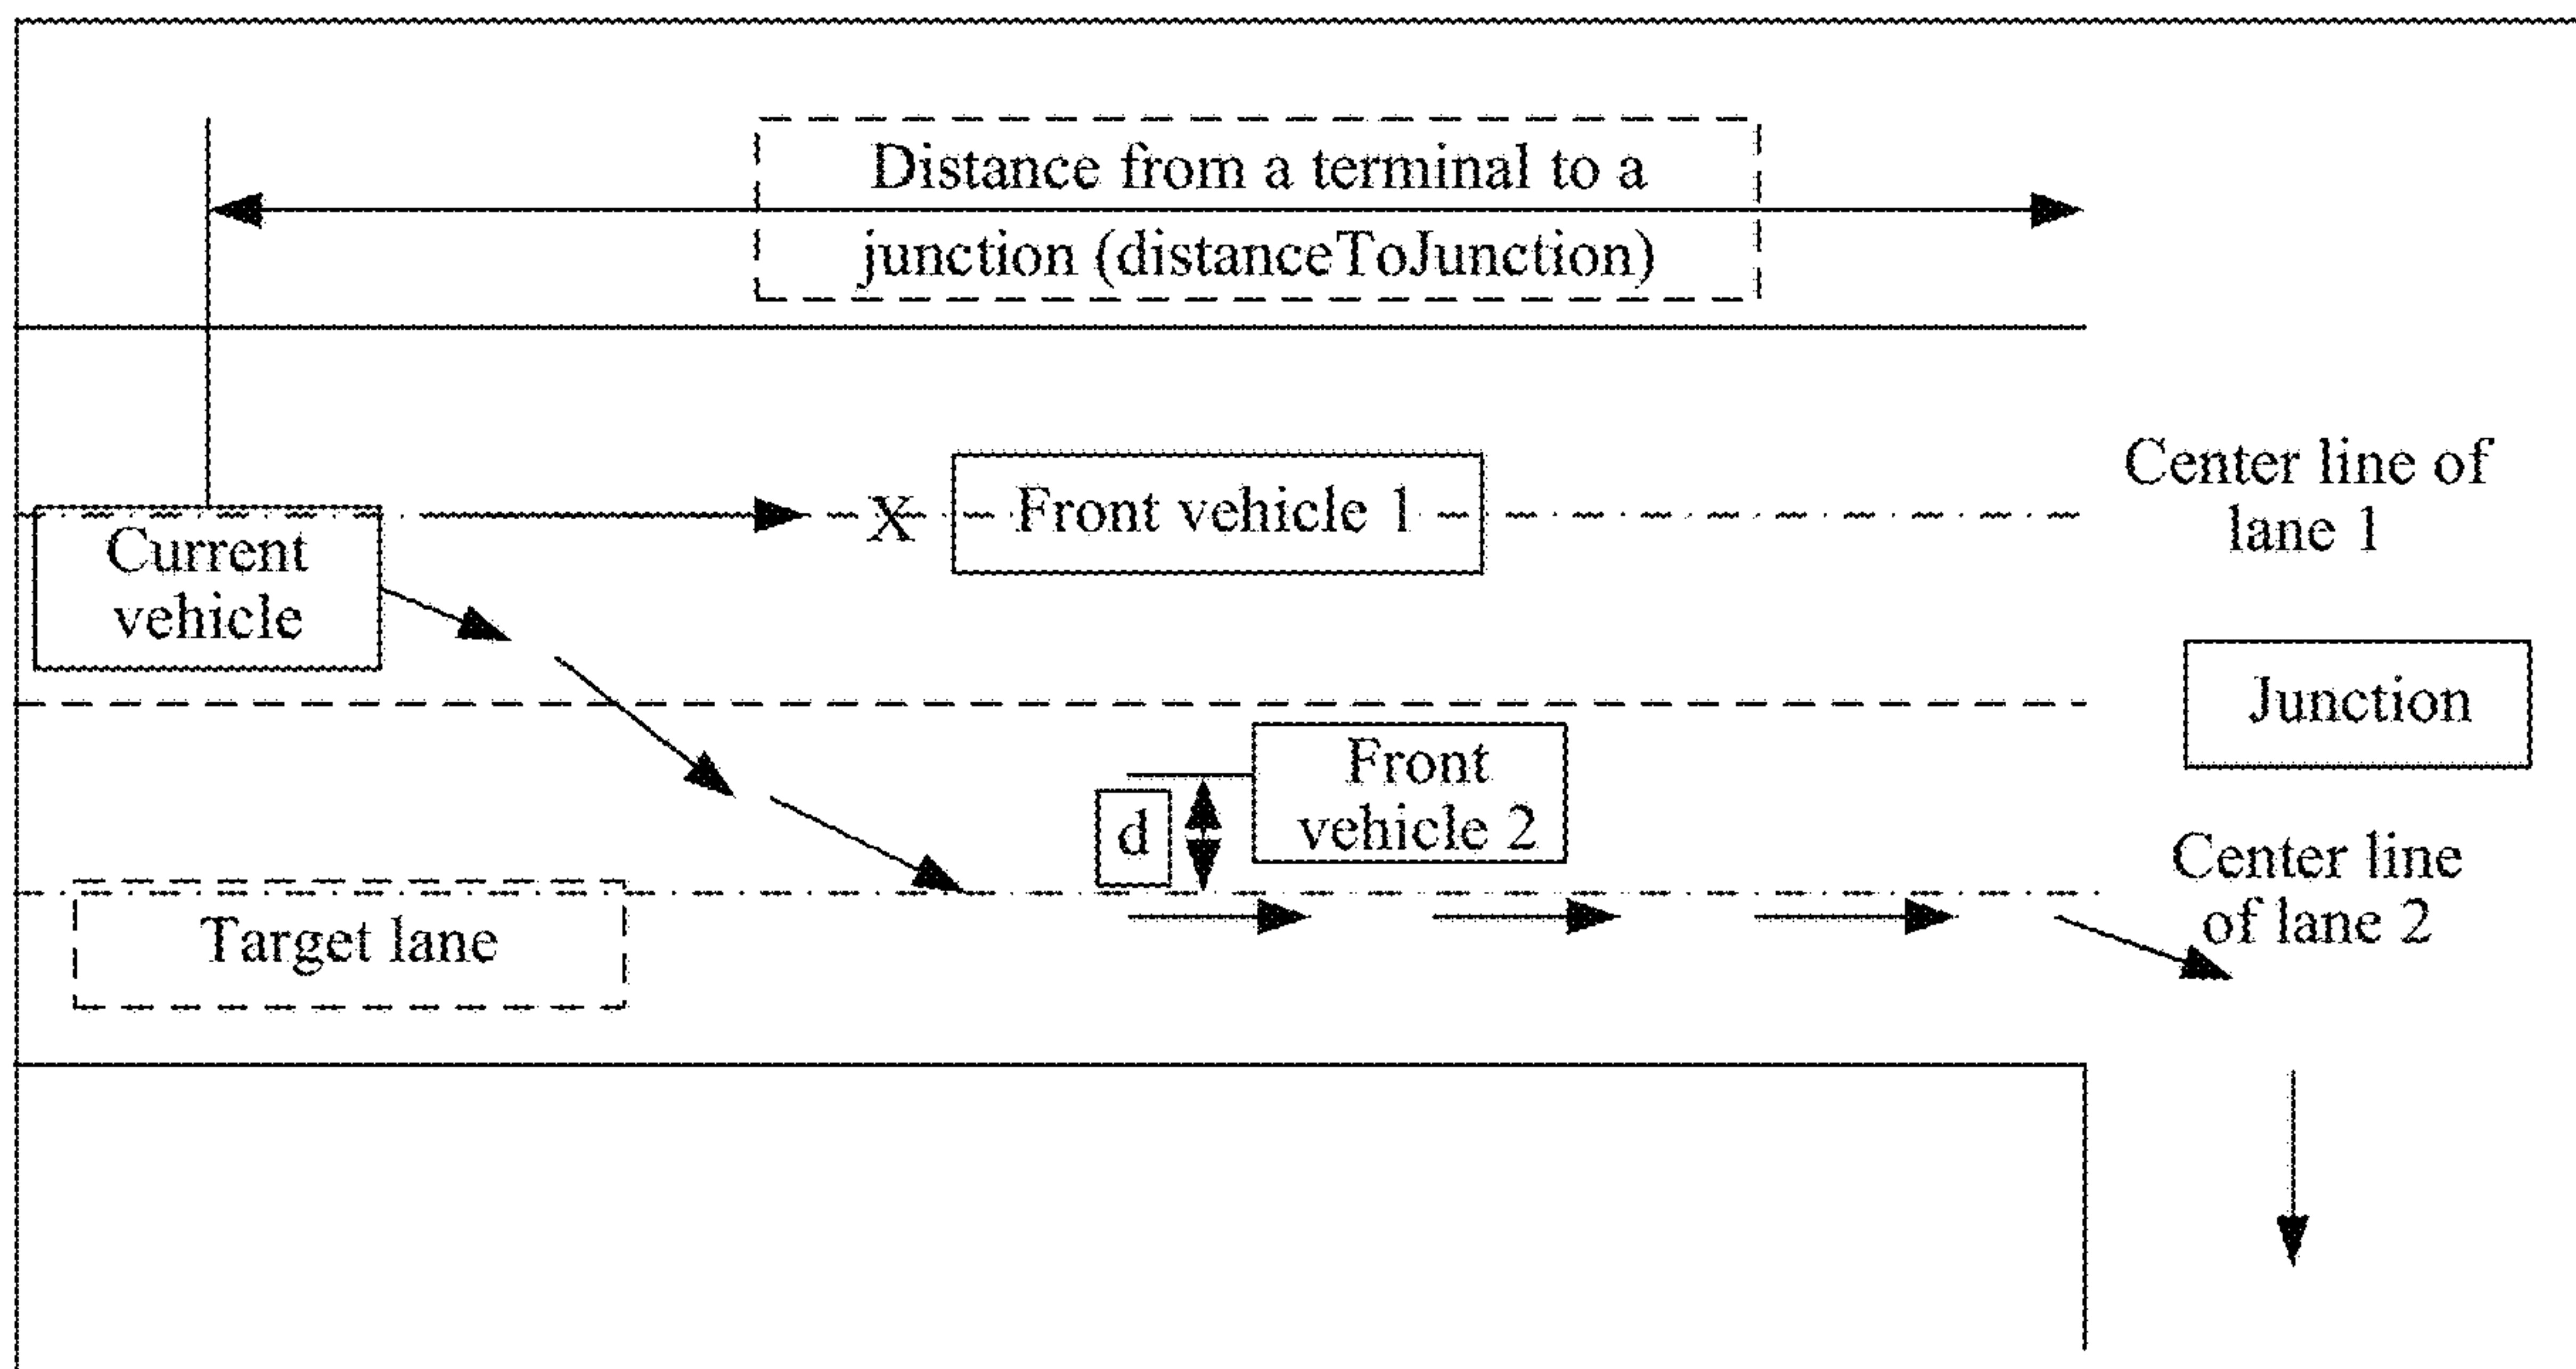 Distance from a terminal to a
junction (distanceToJunction)
Center line of
lane 1
X
Front vehicle 1
Current
vehicle
Junction
Front
vehicle 2
d
Center line
of lane 2
Target lane